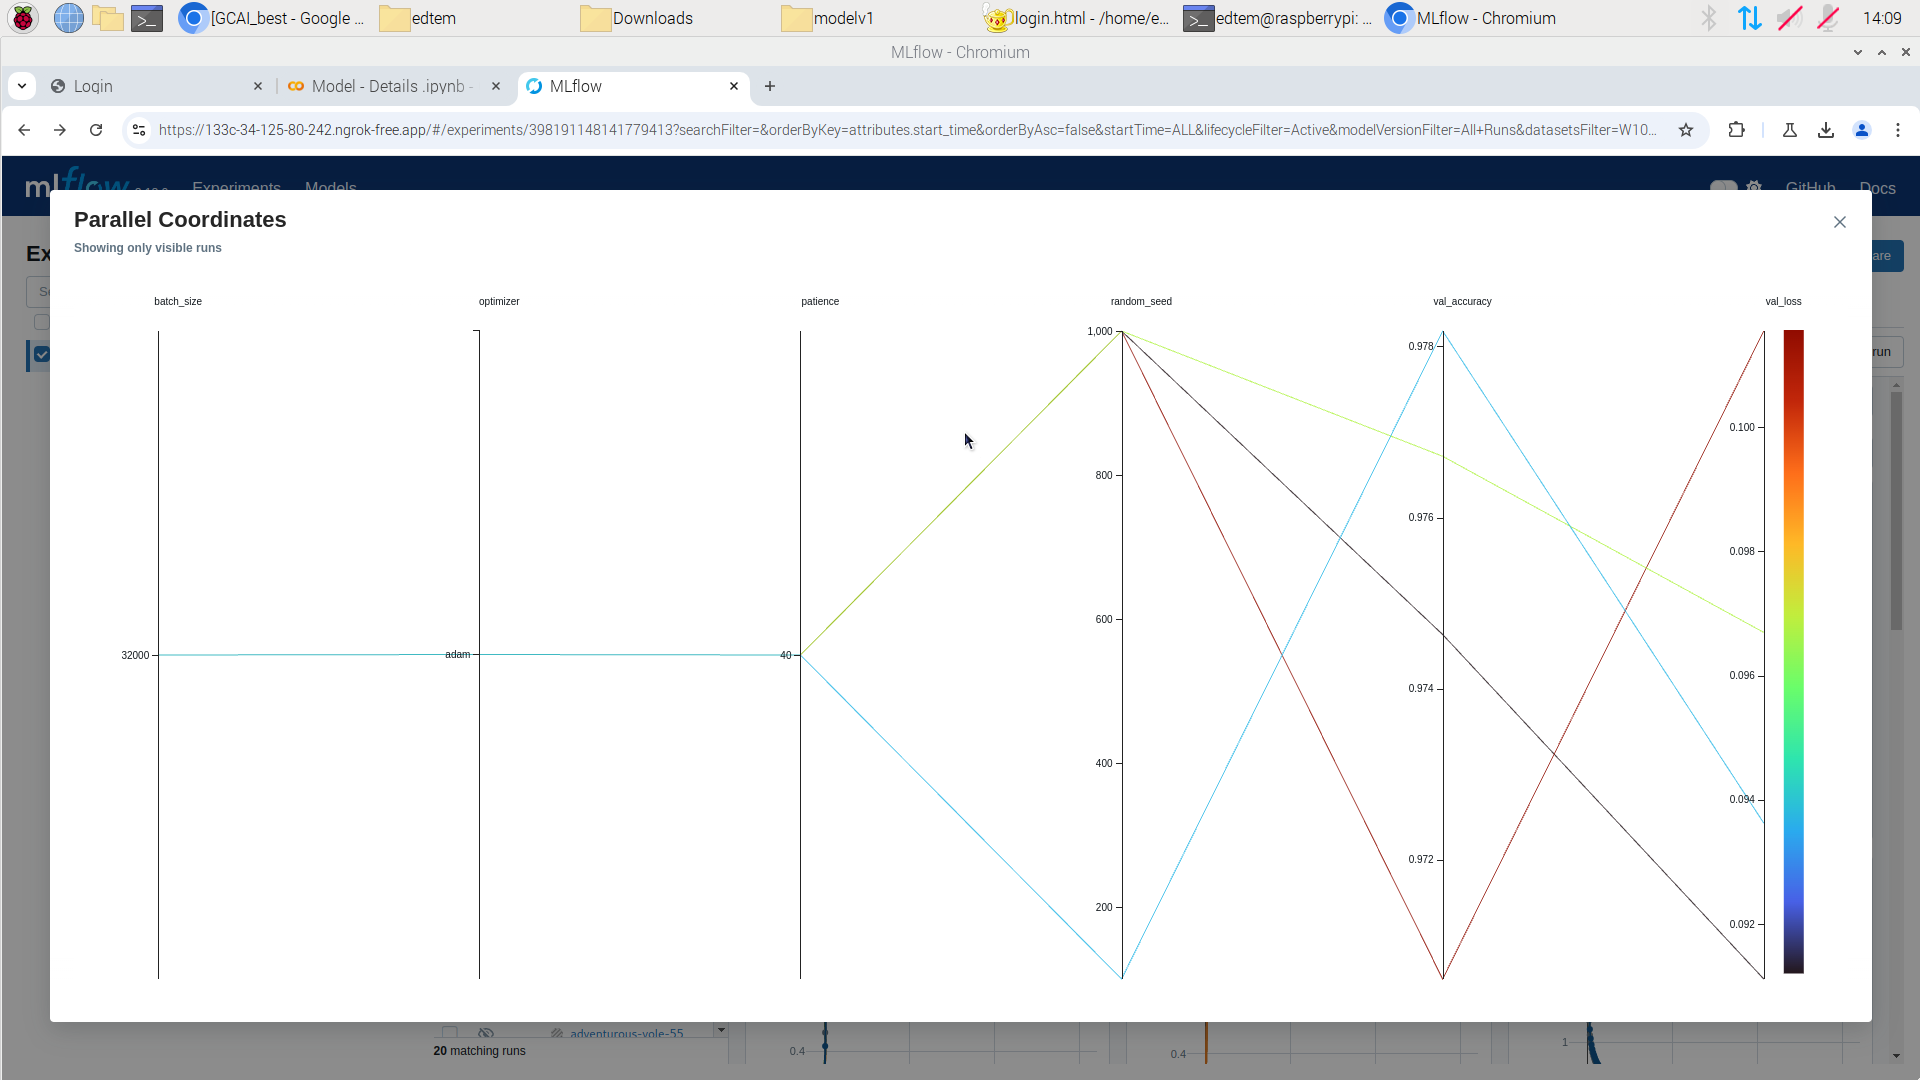 [GCAI_best - Google ...
edtem
Downloads
modelv1
login.html - /home/e...
edtem@raspberrypi: ...
MLflow - Chromium
14:09
MLflow - Chromium
Login
Model - Details .ipynb -
MLflow
https://133c-34-125-80-242.ngrok-free.app/#/experiments/398191148141779413?searchFilter=&orderByKey=attributes.start_time&orderByAsc=false&startTime=ALL&lifecycleFilter=Active&modelVersionFilter=All+Runs&datasetsFilter=W10...
mlflow
Experiments
Models
GitHub
Docs
Parallel Coordinates
Showing only visible runs
Ex
are
Se
run
batch_size
optimizer
patience
random_seed
val_accuracy
val_loss
1,000
800
600
400
200
0.978
0.976
0.974
0.972
0.100
0.098
0.096
0.094
0.092
32000
adam
40
adventurous-vole-55
20 matching runs
0.4
0.4
1